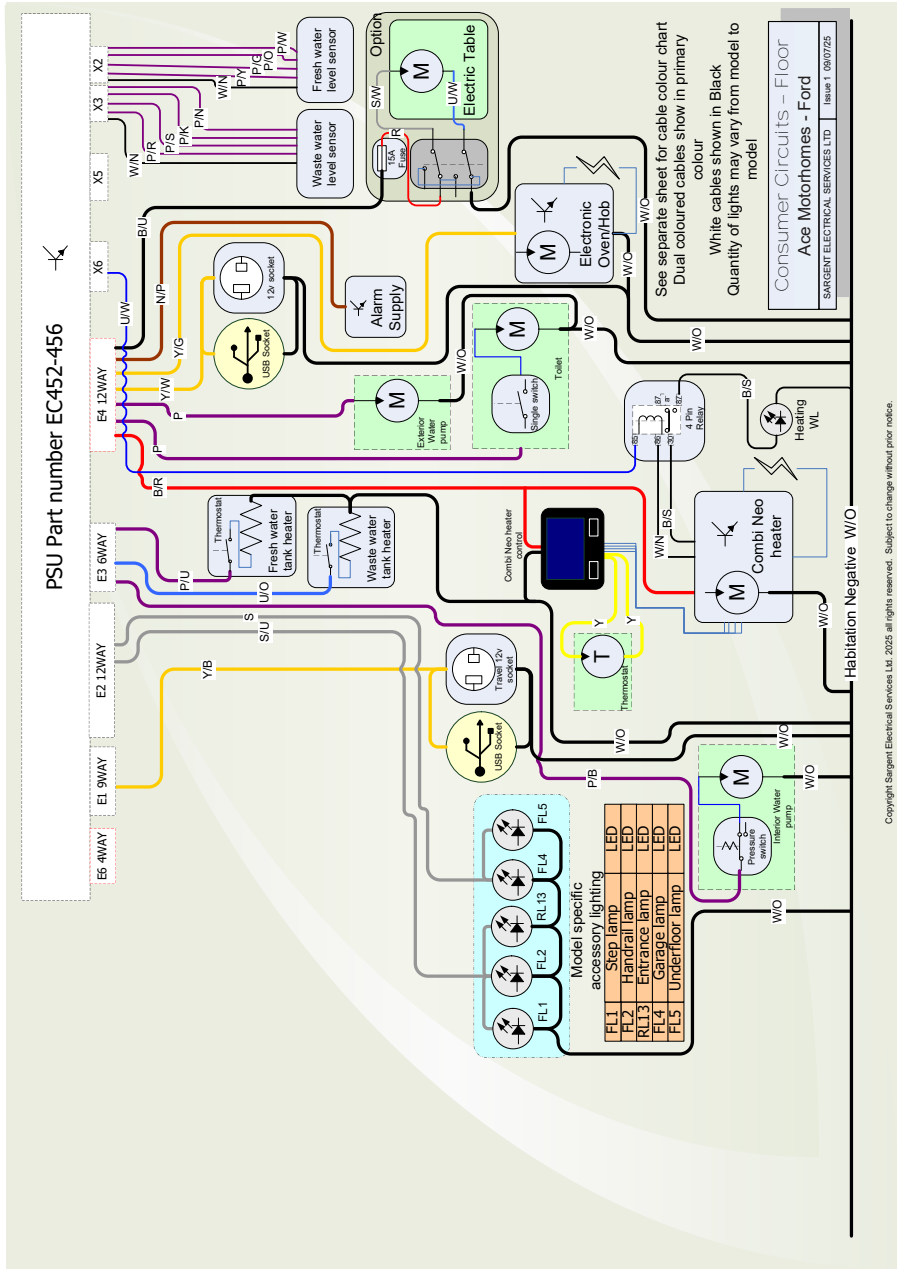 PSU Part number EC452-456
E6 4WAY
E1 9WAY
E2 12WAY
E3 6WAY
E4 12WAY
X6
X5
X3
X2
Y/B
S
S/U
U/O
P/U
B/R
P
P
Y/W
Y/G
N/P
U/W
B/U
W/N
P/R
P/S
P/K
P/N
W/N
P/Y
P/G
P/O
P/W
Fresh water
level sensor
Waste water
level sensor
Option
Electric Table
M
S/W
U/W
R
15A
Fuse
12v socket
USB Socket
Alarm
Supply
M
Electronic
Oven/Hob
W/O
W/O
M
Exterior
Water
pump
W/O
M
Single switch
Toilet
W/O
W/O
Thermostat
Fresh water
tank heater
Thermostat
Waste water
tank heater
Combi Neo heater
control
Y
Y
T
Thermostat
85
86
30
87a
87
4 Pin
Relay
B/S
Heating
WL
W/N
B/S
M
Combi Neo
heater
W/O
Travel 12v
socket
USB Socket
W/O
P/B
W/O
M
Pressure
switch
Interior Water
pump
W/O
W/O
FL1
FL2
RL13
FL4
FL5
Model specific
accessory lighting
FL1 Step lamp LED
FL2 Handrail lamp LED
RL13 Entrance lamp LED
FL4 Garage lamp LED
FL5 Underfloor lamp LED
Habitation Negative W/O
See separate sheet for cable colour chart
Dual coloured cables show in primary
colour
White cables shown in Black
Quantity of lights may vary from model to
model
Consumer Circuits - Floor
Ace Motorhomes - Ford
SARGENT ELECTRICAL SERVICES LTD
Issue 1 09/07/25
Copyright Sargent Electrical Services Ltd. 2025 all rights reserved. Subject to change without prior notice.